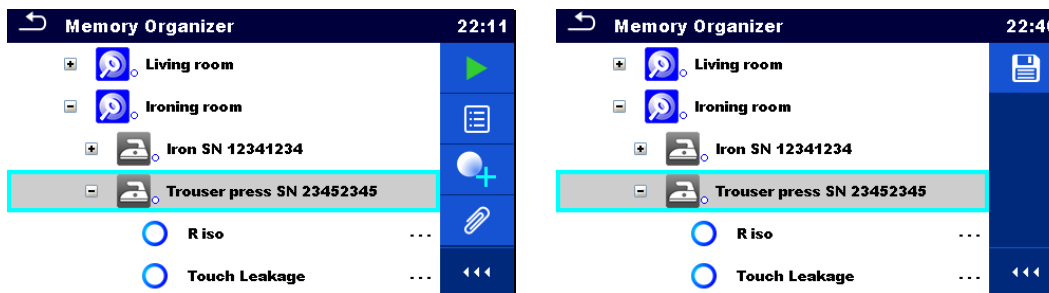 Memory Organizer 22:11
Living room
Ironing room
Iron SN 12341234
Trouser press SN 23452345
R iso ...
Touch Leakage ...
Memory Organizer
Living room
Ironing room
Iron SN 12341234
Trouser press SN 23452345
R iso ...
Touch Leakage ...